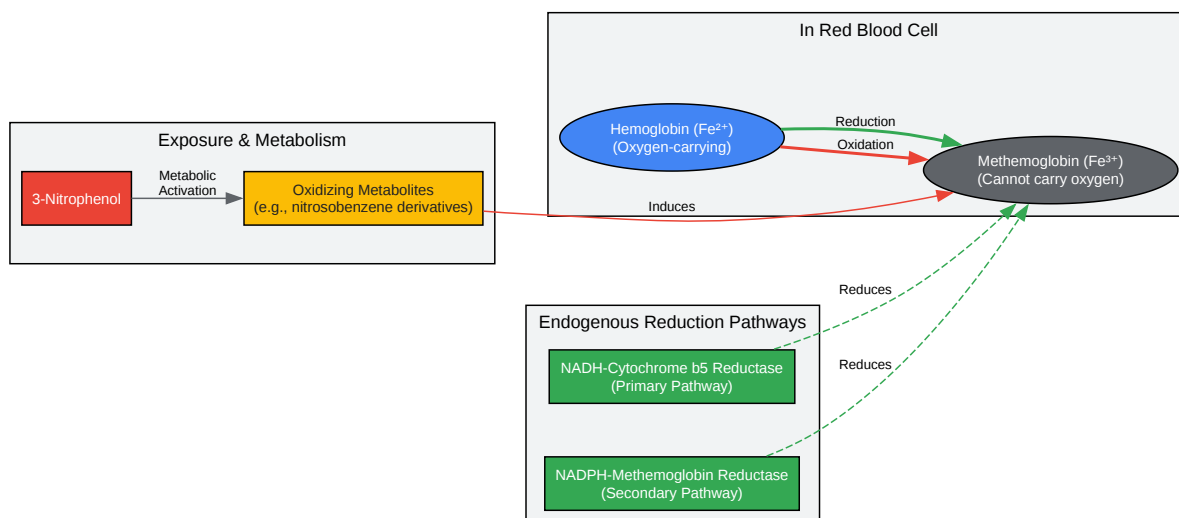 In Red Blood Cell
Hemoglobin (Fe²⁺)
(Oxygen-carrying)
Reduction
Oxidation
Methemoglobin (Fe³⁺)
(Cannot carry oxygen)
Exposure & Metabolism
3-Nitrophenol
Metabolic
Activation
Oxidizing Metabolites
(e.g., nitrosobenzene derivatives)
Induces
Reduces
Endogenous Reduction Pathways
NADH-Cytochrome b5 Reductase
(Primary Pathway)
Reduces
NADPH-Methemoglobin Reductase
(Secondary Pathway)